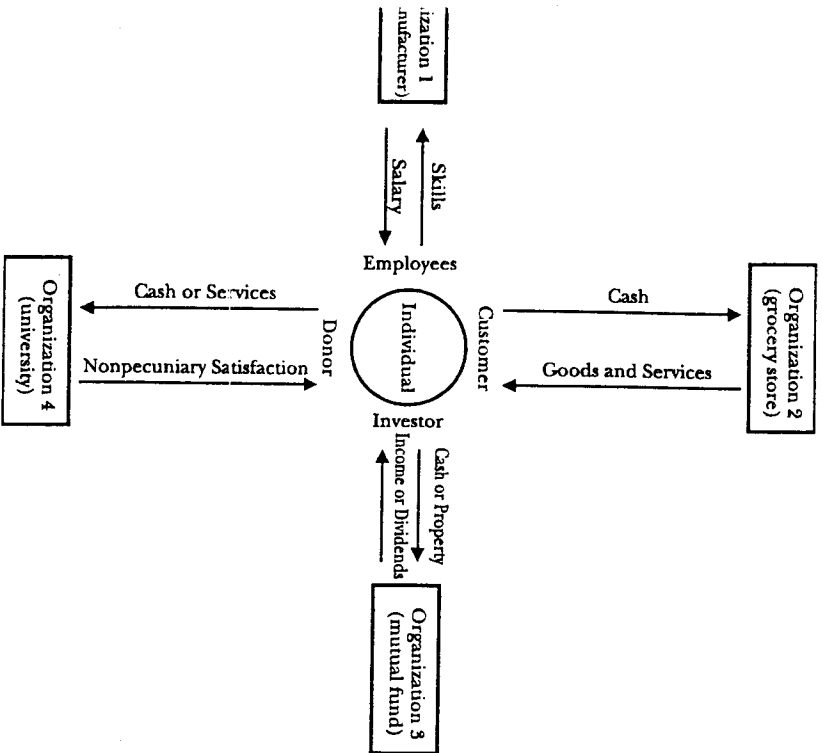 ization 1
nufacturer)
Skills
Salary
Employees
Cash
Goods and Services
Organization 2
(grocery store)
Customer
Individual
Donor
Cash or Services
Nonpecuniary Satisfaction
Organization 4
(university)
Investor
Cash or Property
Income or Dividends
Organization 3
(mutual fund)